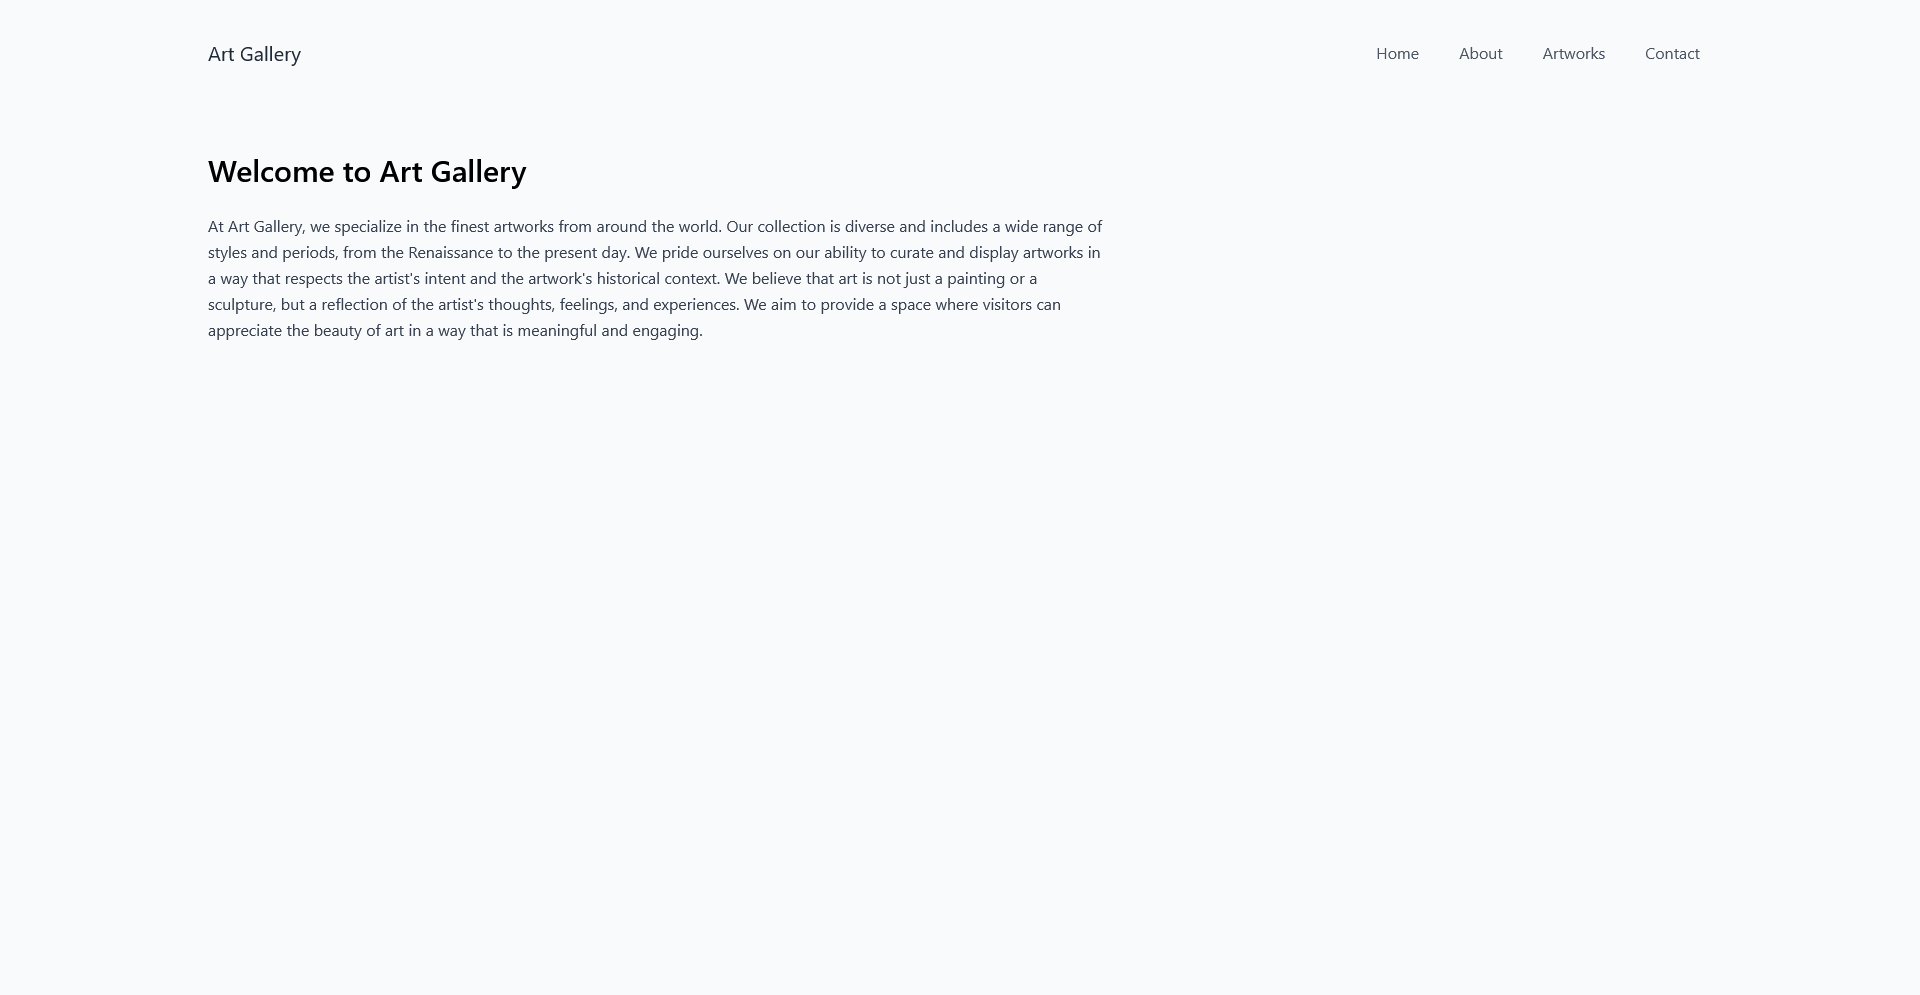 Art Gallery
Home
About
Artworks
Contact
Welcome to Art Gallery
At Art Gallery, we specialize in the finest artworks from around the world. Our collection is diverse and includes a wide range of
styles and periods, from the Renaissance to the present day. We pride ourselves on our ability to curate and display artworks in
a way that respects the artist's intent and the artwork's historical context. We believe that art is not just a painting or a
sculpture, but a reflection of the artist's thoughts, feelings, and experiences. We aim to provide a space where visitors can
appreciate the beauty of art in a way that is meaningful and engaging.